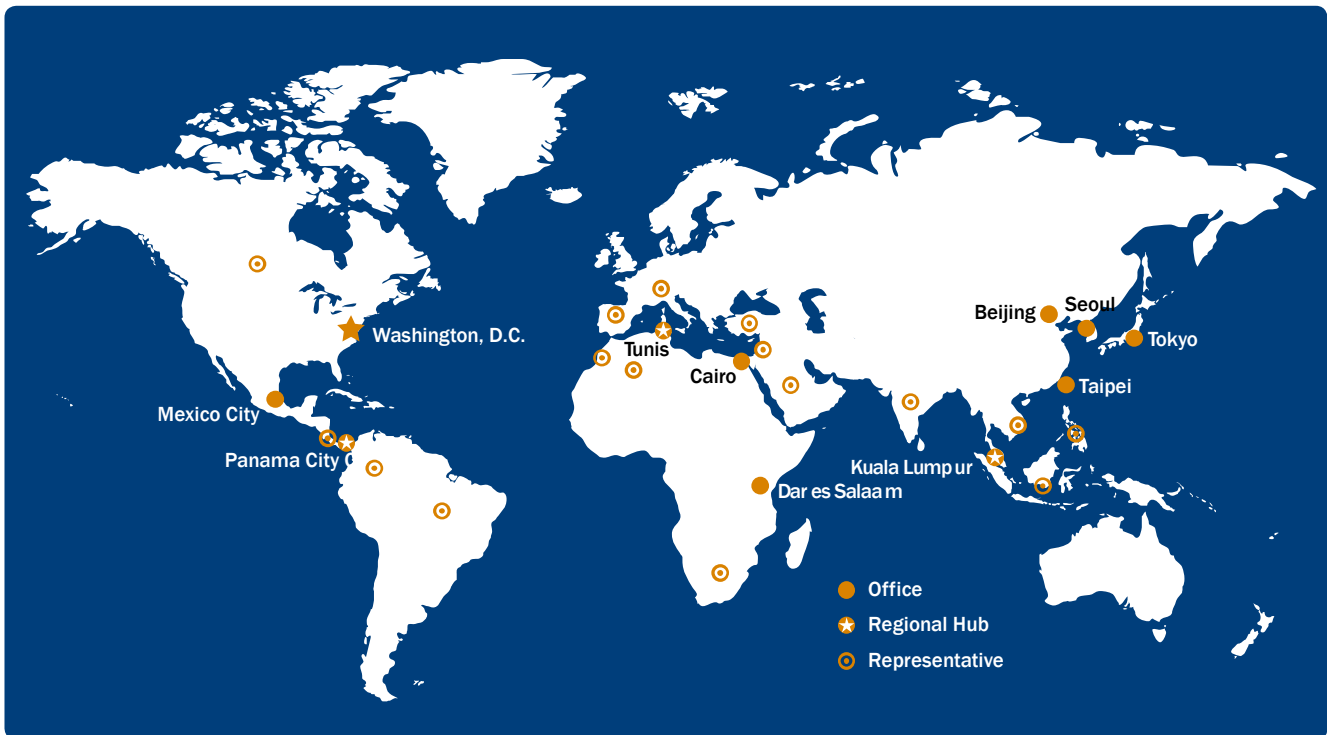 Beijing
Seoul
Washington, D.C.
Tokyo
Tunis
Cairo
Taipei
Mexico City
Panama City C
Kuala Lumpur
Dar es Salaam
Office
Regional Hub
Representative